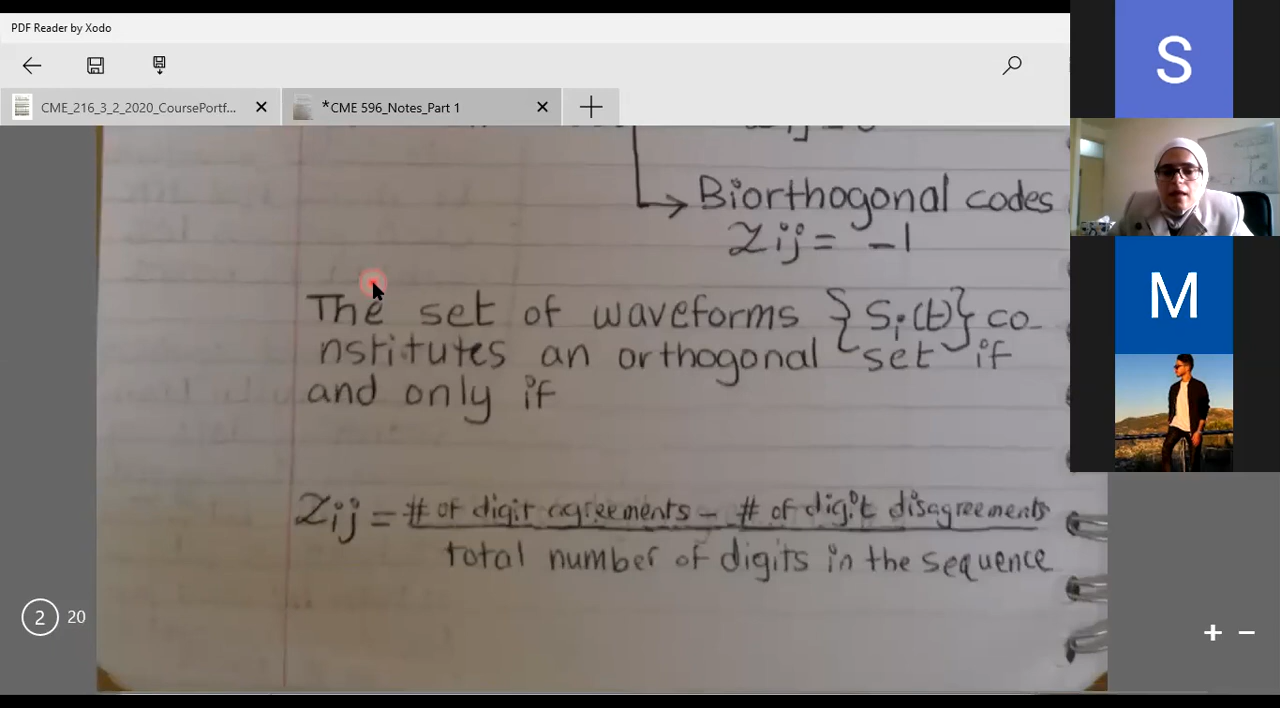 PDF Reader by Xodo
CME_216_3_2_2020_CoursePortf...
*CME 596_Notes_Part 1
S
Biorthogonal codes
Zij = -1
The set of waveforms {Si(t)} co-
nstitutes an orthogonal set if
and only if
M
Zij = # of digit agreements - # of digit disagreements
total number of digits in the sequence
2 20